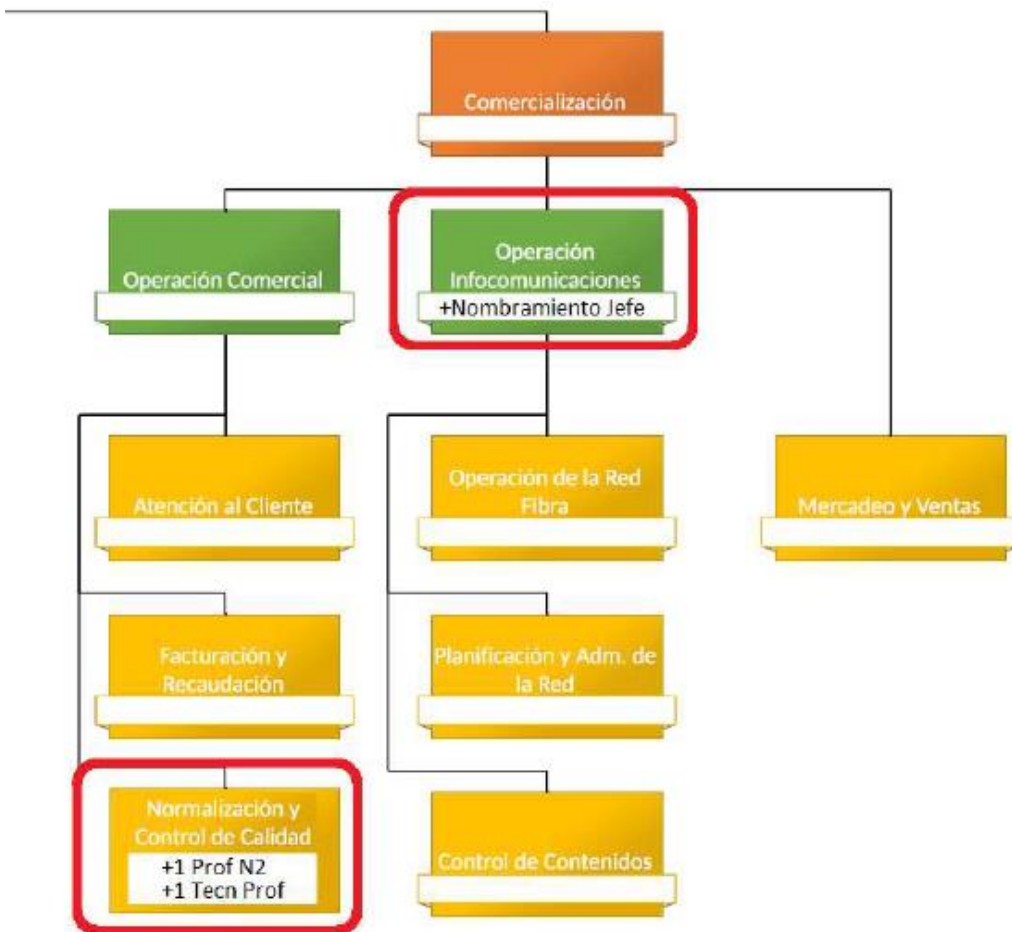 Comercialización
Operación Comercial
Operación
Infocomunicaciones
+Nombramiento Jefe
Atención al Cliente
Operación de la Red
Fibra
Mercadeo y Ventas
Facturación y
Recaudación
Planificación y Adm. de
la Red
Normalización y
Control de Calidad
+1 Prof N2
+1 Tecn Prof
Control de Contenidos